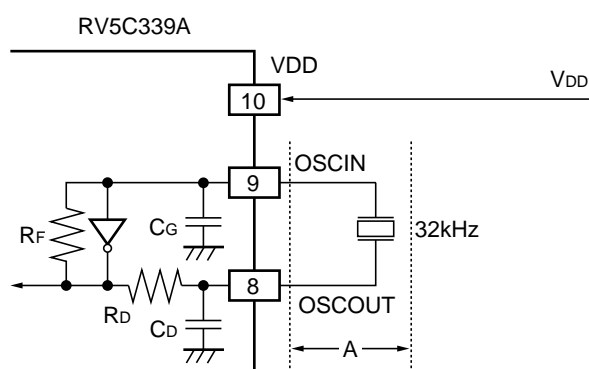 RV5C339A
VDD
10
VDD
OSCIN
9
RF
CG
32kHz
8
OSCOUT
RD
CD
A